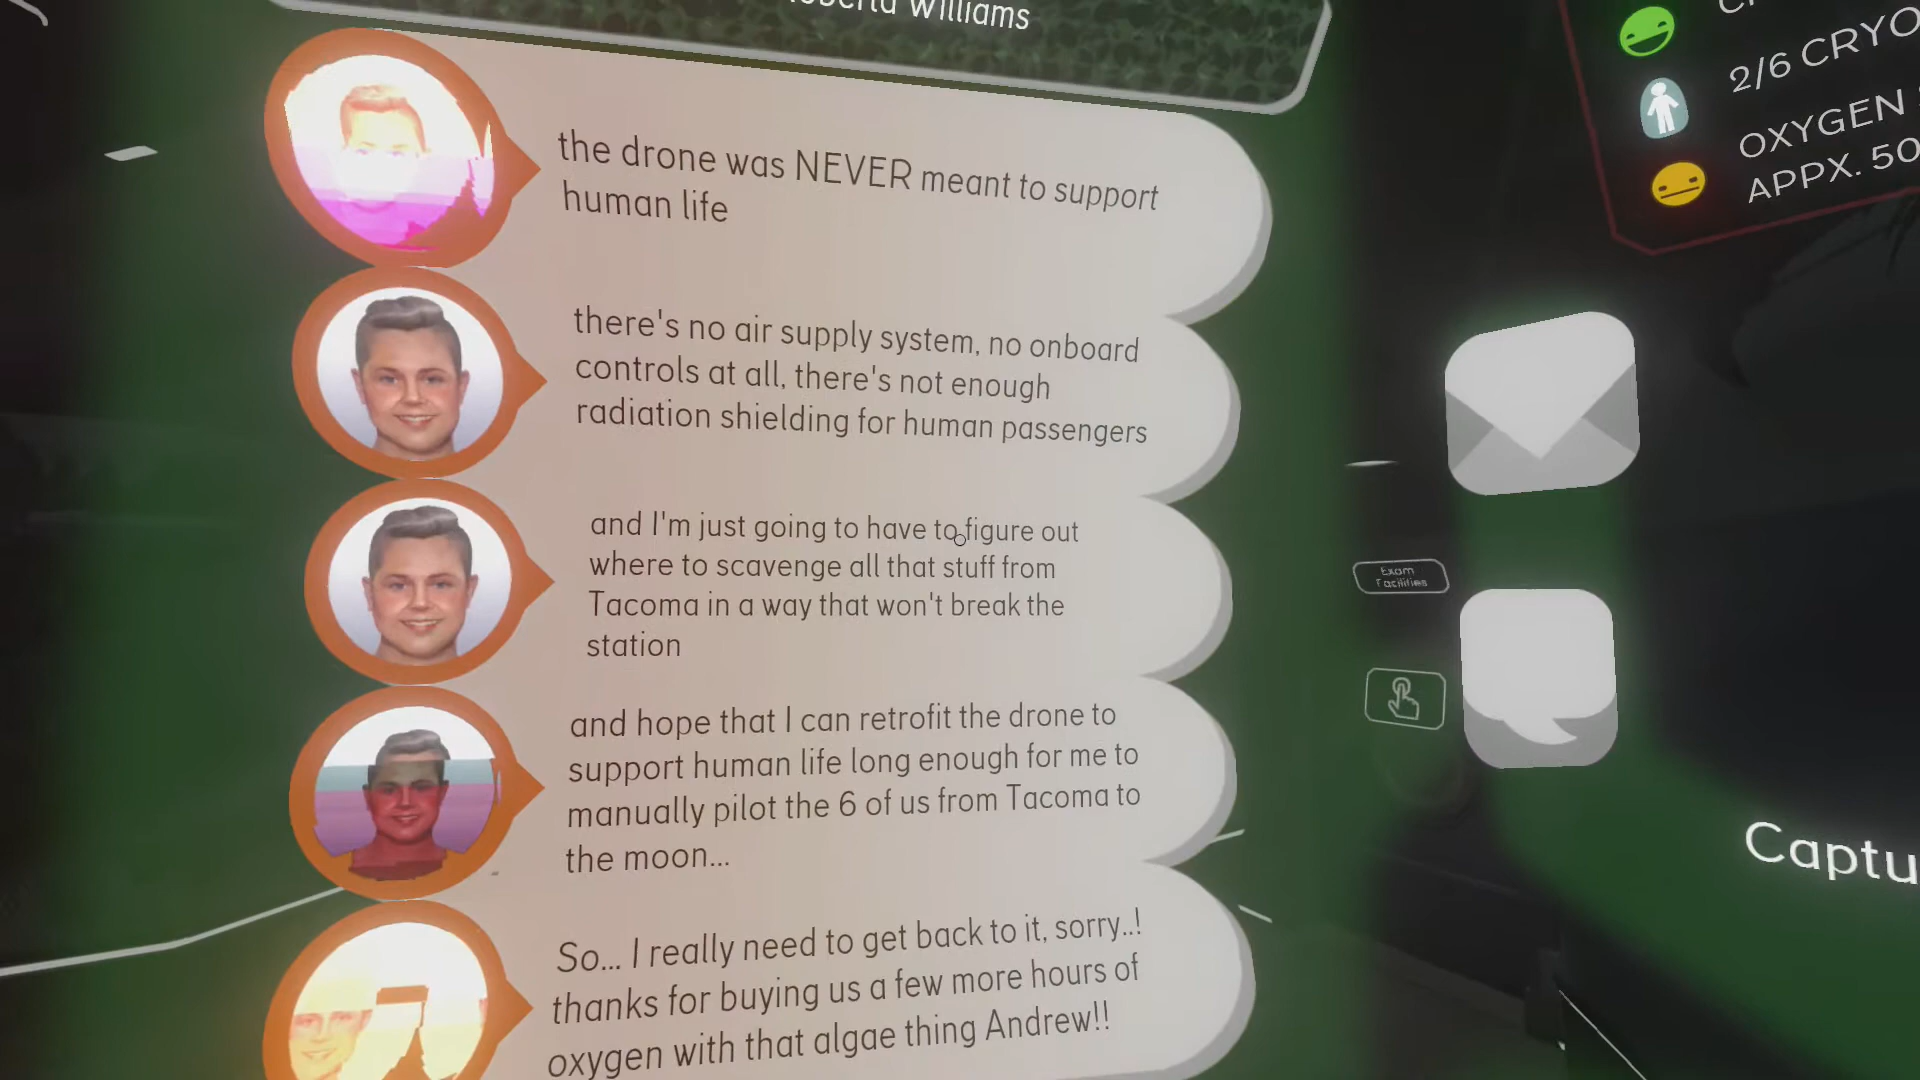 Williams
the drone was NEVER meant to support
human life
there's no air supply system, no onboard
controls at all, there's not enough
radiation shielding for human passengers
and I'm just going to have to figure out
where to scavenge all that stuff from
Tacoma in a way that won't break the
station
and hope that I can retrofit the drone to
support human life long enough for me to
manually pilot the 6 of us from Tacoma to
the moon...
So... I really need to get back to it, sorry..!
thanks for buying us a few more hours of
oxygen with that algae thing Andrew!!
2/6 CRYO
OXYGEN
APPX. 50
Exam
Facilities
Captu